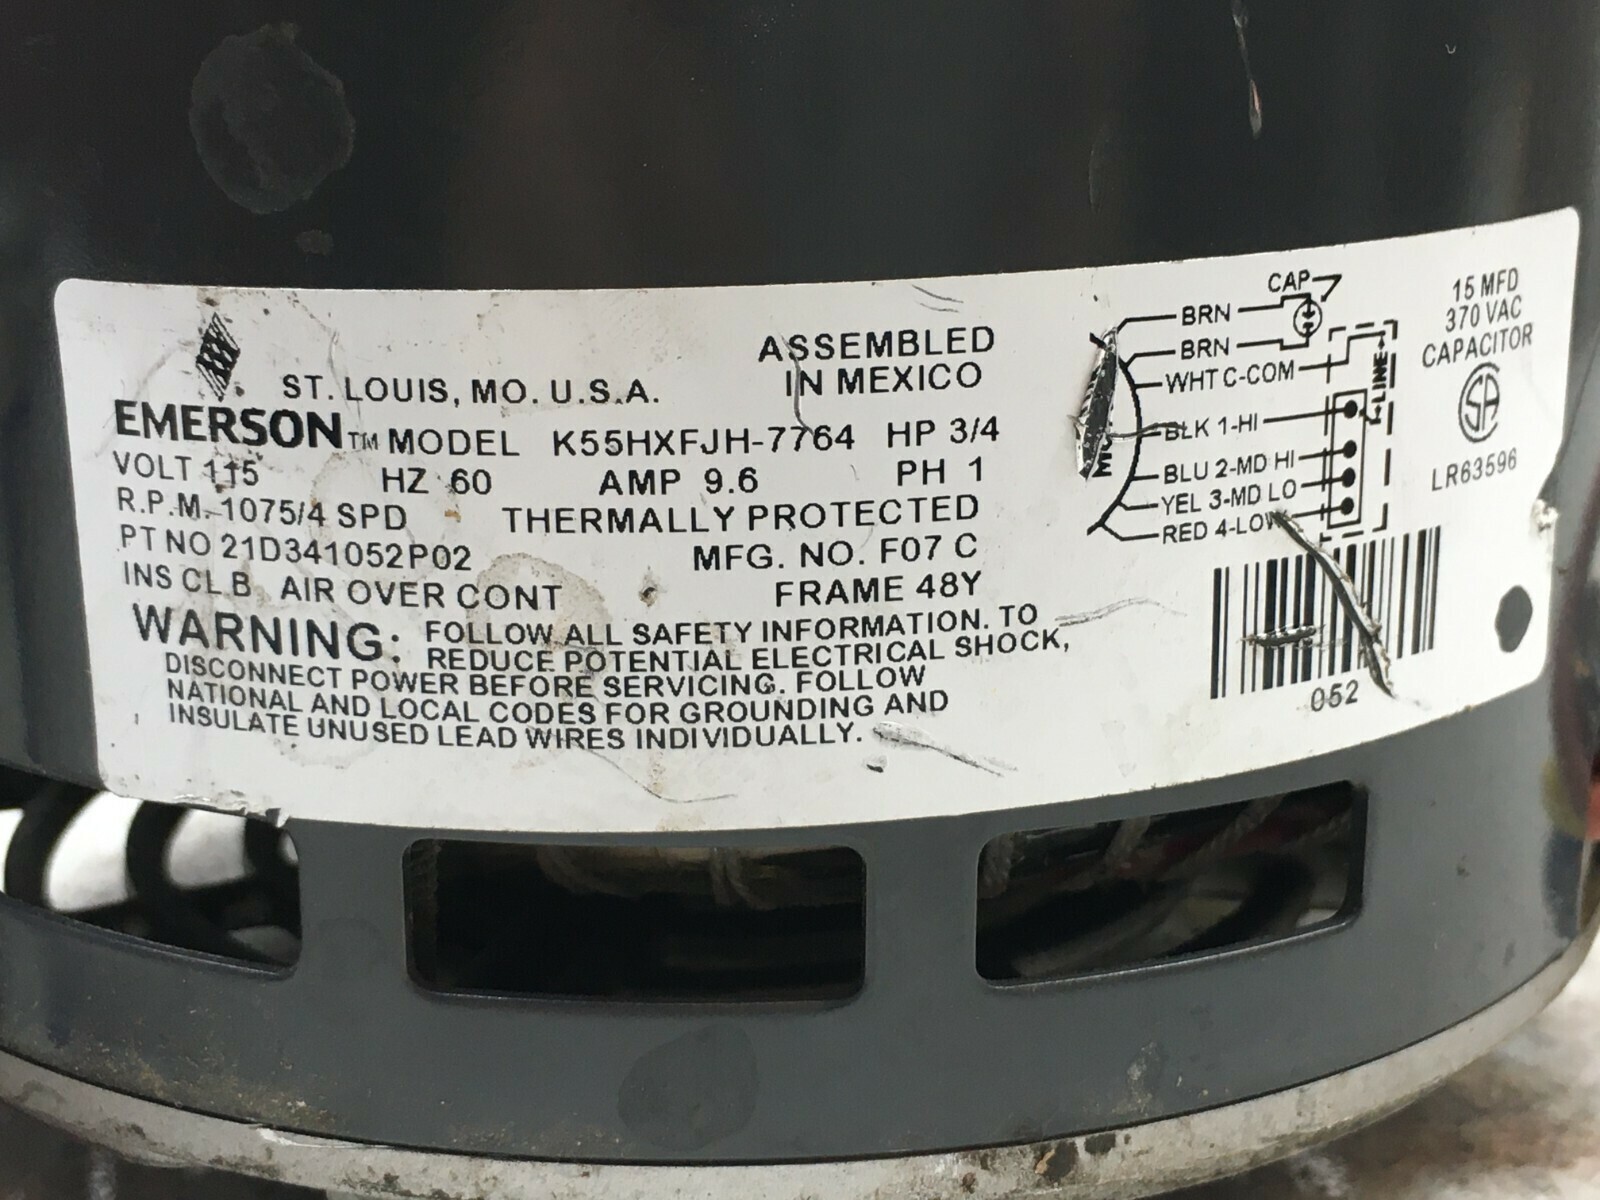 ST. LOUIS, MO. U.S.A.
ASSEMBLED
IN MEXICO
EMERSON TM MODEL K55HXFJH-7764 HP 3/4
VOLT 115 HZ 60 AMP 9.6 PH 1
R.P.M. 1075/4 SPD THERMALLY PROTECTED
PT NO 21D341052P02 MFG. NO. F07 C
INS CL B AIR OVER CONT FRAME 48Y
WARNING: FOLLOW ALL SAFETY INFORMATION. TO
REDUCE POTENTIAL ELECTRICAL SHOCK,
DISCONNECT POWER BEFORE SERVICING. FOLLOW
NATIONAL AND LOCAL CODES FOR GROUNDING AND
INSULATE UNUSED LEAD WIRES INDIVIDUALLY.
CAP
BRN
BRN
WHT C-COM
BLK 1-HI
BLU 2-MD HI
YEL 3-MD LO
RED 4-LOW
LINE
15 MFD
370 VAC
CAPACITOR
SA
LR63596
052